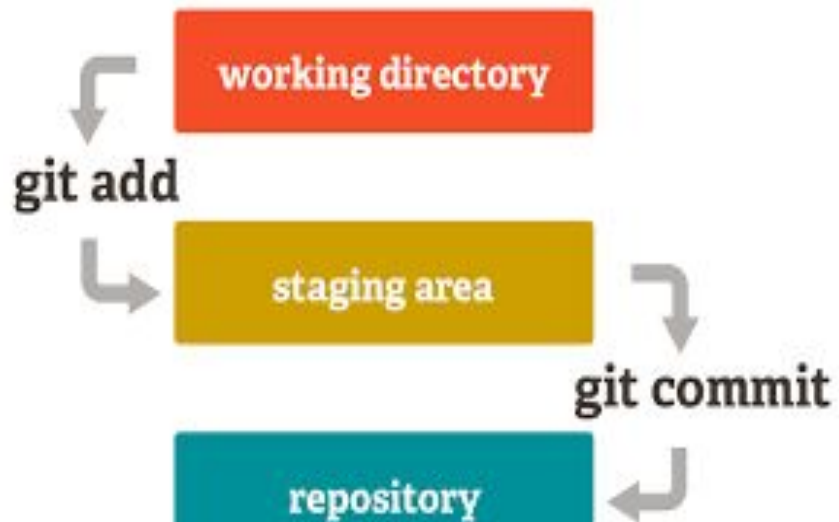 working directory
git add
staging area
git commit
repository